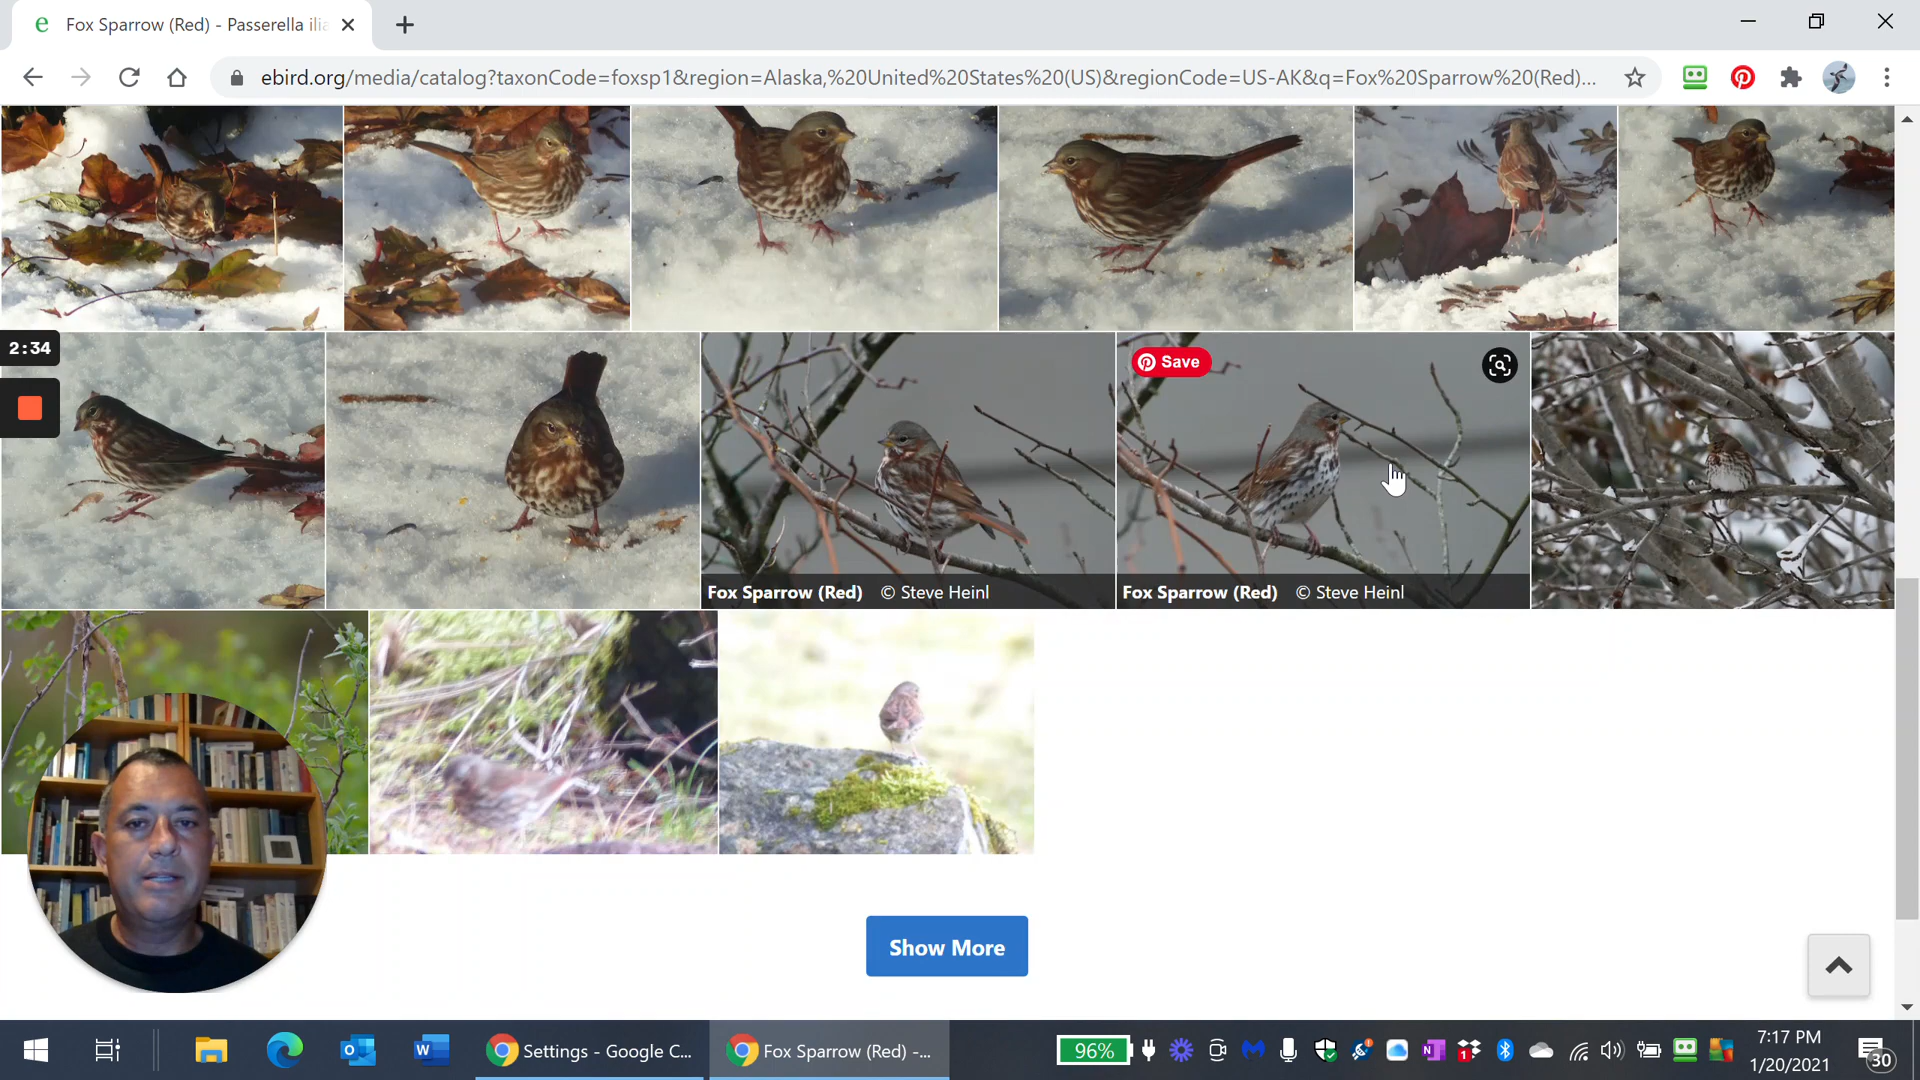 Fox Sparrow (Red) - Passerella ilia
ebird.org/media/catalog?taxonCode=foxsp1&region=Alaska,%20United%20States%20(US)&regionCode=US-AK&q=Fox%20Sparrow%20(Red)...
2:34
Save
Fox Sparrow (Red) © Steve Heinl
Fox Sparrow (Red) © Steve Heinl
Show More
Settings - Google C...
Fox Sparrow (Red) -...
96%
7:17 PM
1/20/2021
30